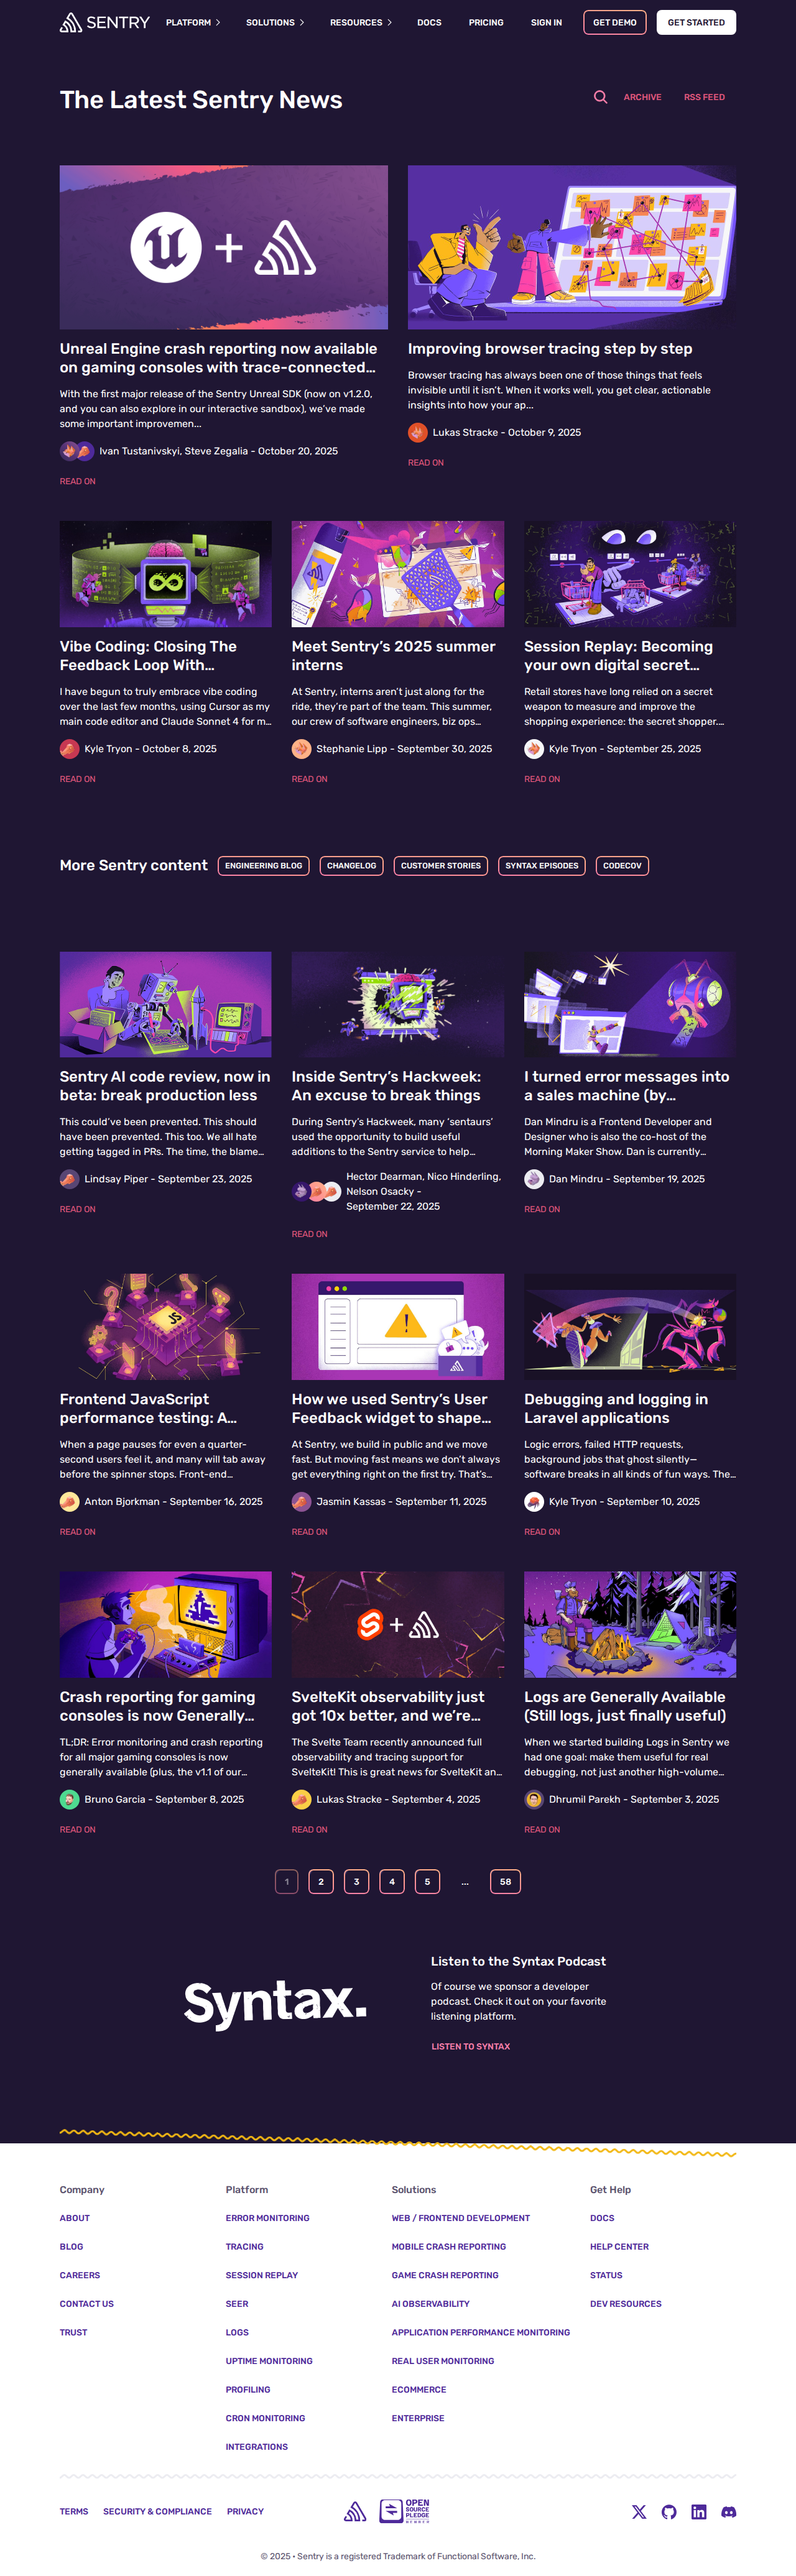 SENTRY
PLATFORM
SOLUTIONS
RESOURCES
DOCS
PRICING
SIGN IN
GET DEMO
GET STARTED
The Latest Sentry News
ARCHIVE
RSS FEED
Unreal Engine crash reporting now available
on gaming consoles with trace-connected...
With the first major release of the Sentry Unreal SDK (now on v1.2.0,
and you can also explore in our interactive sandbox), we've made
some important improvemen...
Ivan Tustanivskyi, Steve Zegalia - October 20, 2025
READ ON
Improving browser tracing step by step
Browser tracing has always been one of those things that feels
invisible until it isn't. When it works well, you get clear, actionable
insights into how your ap...
Lukas Stracke - October 9, 2025
READ ON
Vibe Coding: Closing The
Feedback Loop With...
I have begun to truly embrace vibe coding
over the last few months, using Cursor as my
main code editor and Claude Sonnet 4 for m...
Kyle Tryon - October 8, 2025
READ ON
Meet Sentry's 2025 summer
interns
At Sentry, interns aren't just along for the
ride, they're part of the team. This summer,
our crew of software engineers, biz ops...
Stephanie Lipp - September 30, 2025
READ ON
Session Replay: Becoming
your own digital secret...
Retail stores have long relied on a secret
weapon to measure and improve the
shopping experience: the secret shopper....
Kyle Tryon - September 25, 2025
READ ON
More Sentry content
ENGINEERING BLOG
CHANGELOG
CUSTOMER STORIES
SYNTAX EPISODES
CODECOV
Sentry AI code review, now in
beta: break production less
This could've been prevented. This should
have been prevented. This too. We all hate
getting tagged in PRs. The time, the blame...
Lindsay Piper - September 23, 2025
READ ON
Inside Sentry's Hackweek:
An excuse to break things
During Sentry's Hackweek, many 'sentaurs'
used the opportunity to build useful
additions to the Sentry service to help...
Hector Dearman, Nico Hinderling,
Nelson Osacky -
September 22, 2025
READ ON
I turned error messages into
a sales machine (by...
Dan Mindru is a Frontend Developer and
Designer who is also the co-host of the
Morning Maker Show. Dan is currently...
Dan Mindru - September 19, 2025
READ ON
JS
Frontend JavaScript
performance testing: A...
When a page pauses for even a quarter-
second users feel it, and many will tab away
before the spinner stops. Front-end...
Anton Bjorkman - September 16, 2025
READ ON
How we used Sentry's User
Feedback widget to shape...
At Sentry, we build in public and we move
fast. But moving fast means we don't always
get everything right on the first try. That's...
Jasmin Kassas - September 11, 2025
READ ON
Debugging and logging in
Laravel applications
Logic errors, failed HTTP requests,
background jobs that ghost silently—
software breaks in all kinds of fun ways. The...
Kyle Tryon - September 10, 2025
READ ON
Crash reporting for gaming
consoles is now Generally...
TL;DR: Error monitoring and crash reporting
for all major gaming consoles is now
generally available (plus, the v1.1 of our...
Bruno Garcia - September 8, 2025
READ ON
SvelteKit observability just
got 10x better, and we're...
The Svelte Team recently announced full
observability and tracing support for
SvelteKit! This is great news for SvelteKit an...
Lukas Stracke - September 4, 2025
READ ON
Logs are Generally Available
(Still logs, just finally useful)
When we started building Logs in Sentry we
had one goal: make them useful for real
debugging, not just another high-volume...
Dhrumil Parekh - September 3, 2025
READ ON
1
2
3
4
5
...
58
Syntax.
Listen to the Syntax Podcast
Of course we sponsor a developer
podcast. Check it out on your favorite
listening platform.
LISTEN TO SYNTAX
Company
ABOUT
BLOG
CAREERS
CONTACT US
TRUST
Platform
ERROR MONITORING
TRACING
SESSION REPLAY
SEER
LOGS
UPTIME MONITORING
PROFILING
CRON MONITORING
INTEGRATIONS
Solutions
WEB / FRONTEND DEVELOPMENT
MOBILE CRASH REPORTING
GAME CRASH REPORTING
AI OBSERVABILITY
APPLICATION PERFORMANCE MONITORING
REAL USER MONITORING
ECOMMERCE
ENTERPRISE
Get Help
DOCS
HELP CENTER
STATUS
DEV RESOURCES
TERMS
SECURITY & COMPLIANCE
PRIVACY
OPEN
SOURCE
PLEDGE
MEMBER
© 2025 • Sentry is a registered Trademark of Functional Software, Inc.